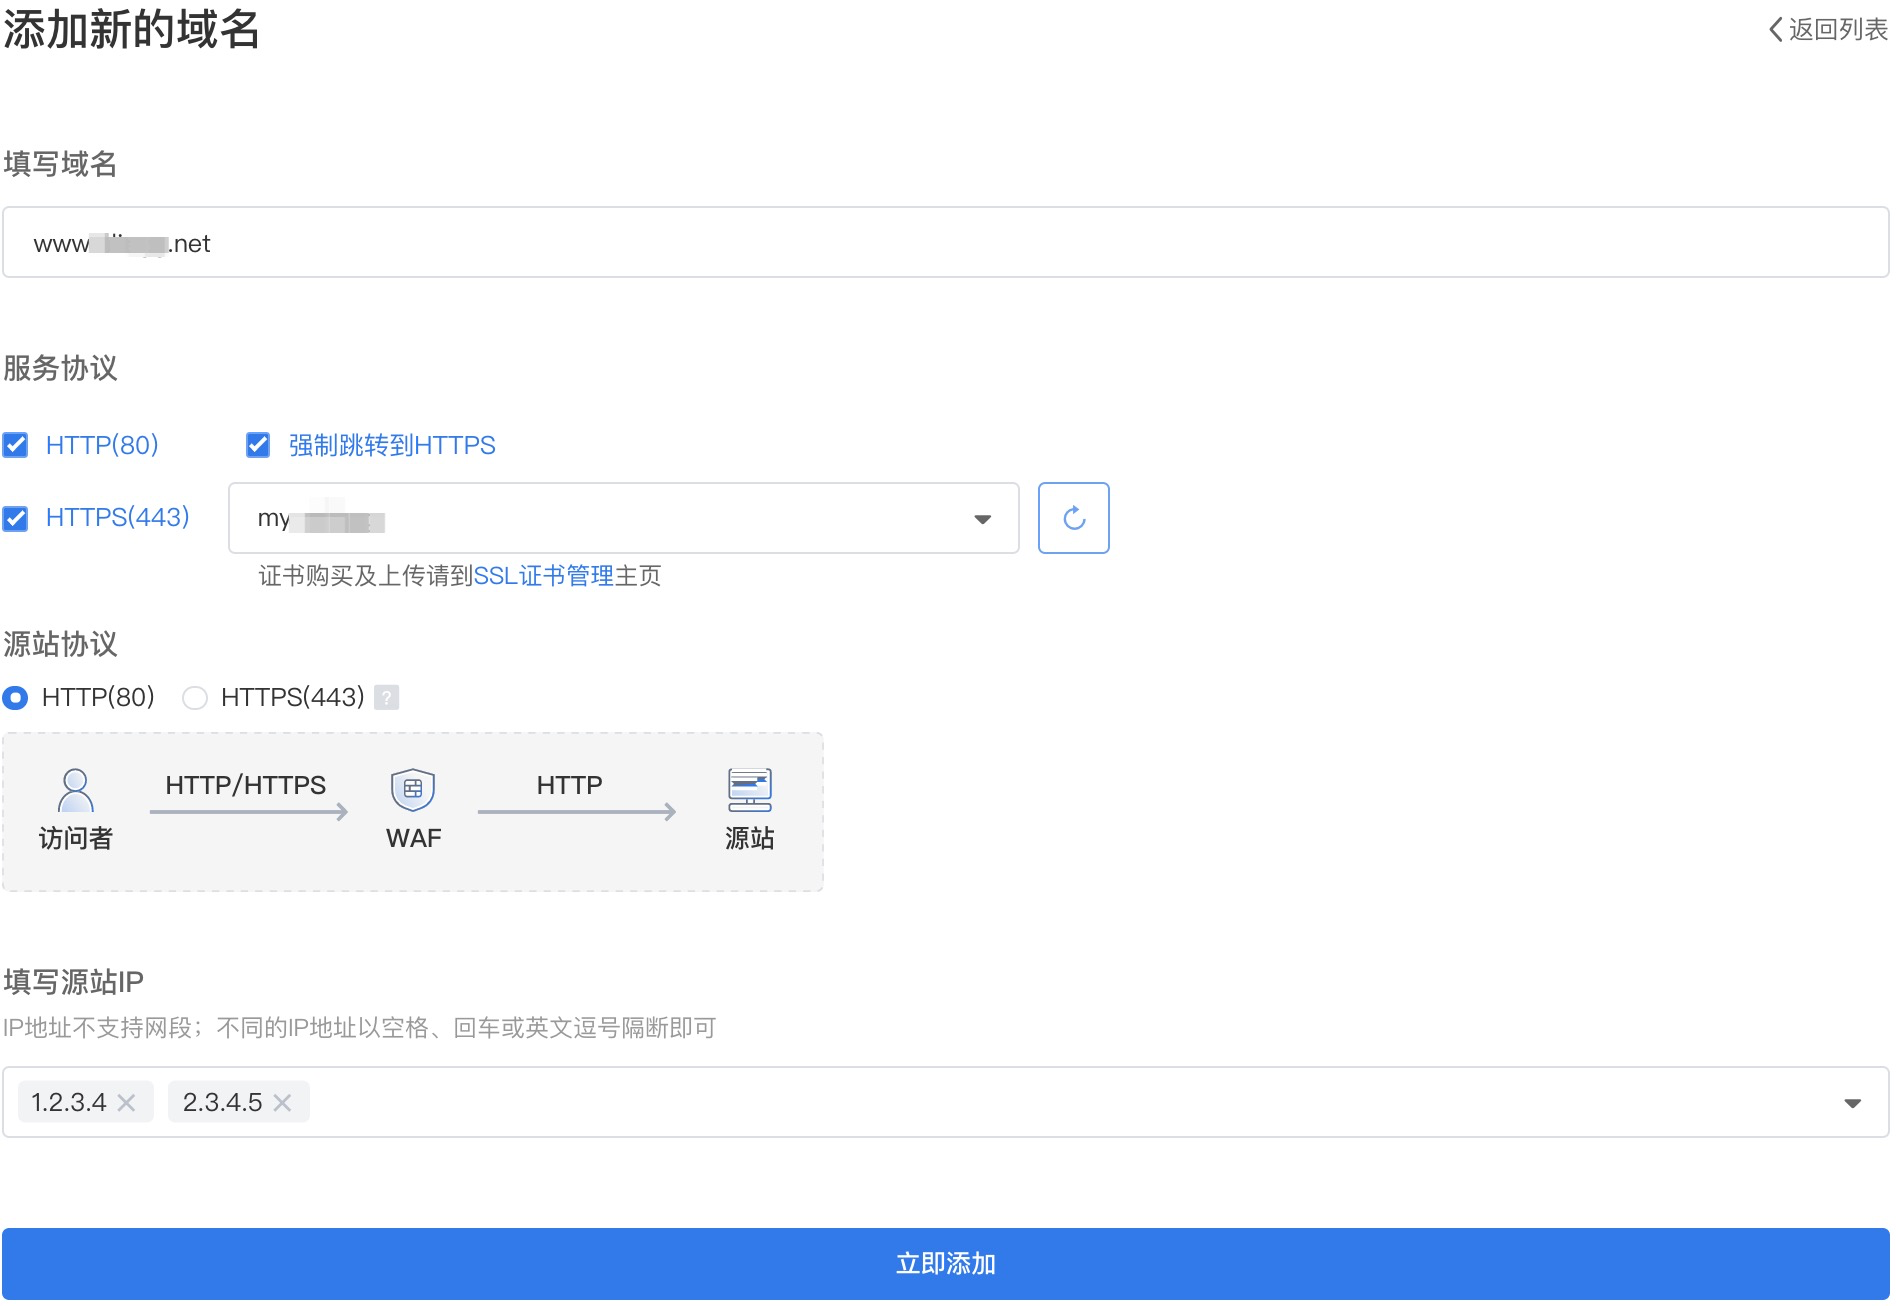 添加新的域名
返回列表
填写域名
www .net
服务协议
HTTP(80) 强制跳转到HTTPS
HTTPS(443) my
证书购买及上传请到SSL证书管理主页
源站协议
HTTP(80) HTTPS(443) ?
HTTP/HTTPS HTTP
访问者 WAF 源站
填写源站IP
IP地址不支持网段；不同的IP地址以空格、回车或英文逗号隔断即可
1.2.3.4 2.3.4.5
立即添加